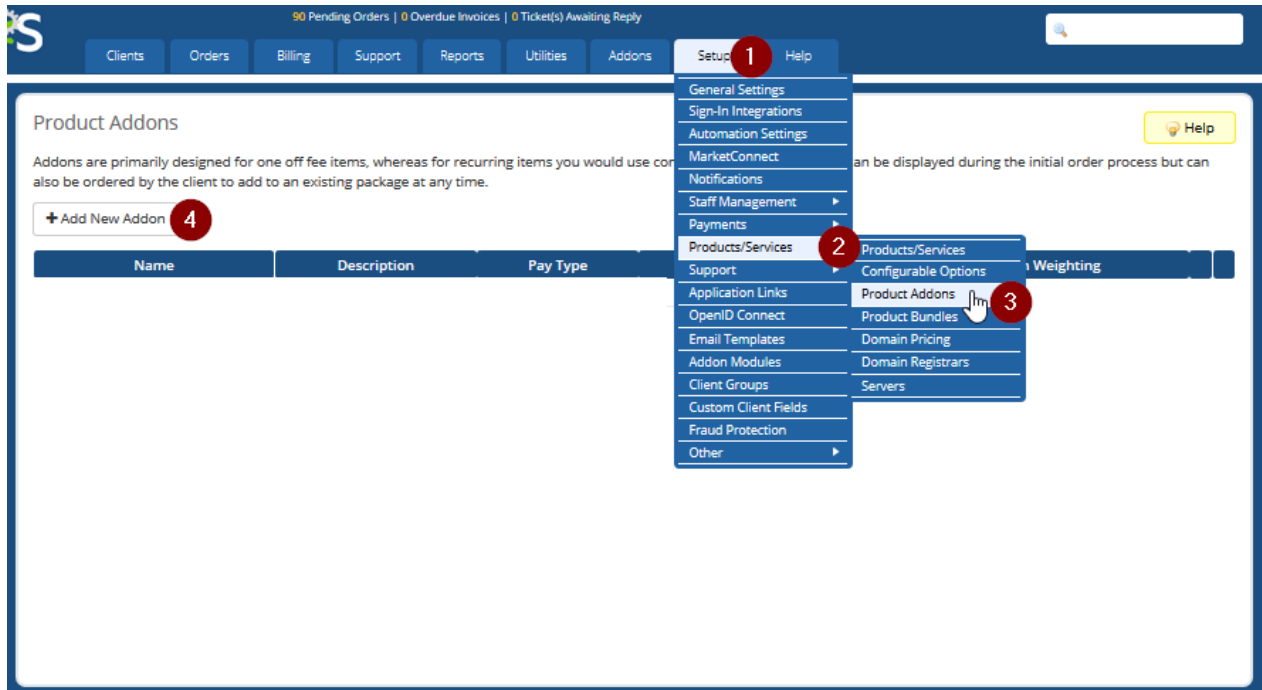 S
90 Pending Orders | 0 Overdue Invoices | 0 Ticket(s) Awaiting Reply
Clients Orders Billing Support Reports Utilities Addons Setup 1 Help
General Settings
Sign-In Integrations
Automation Settings
MarketConnect
Notifications
Staff Management
Payments
Products/Services 2
Support
Application Links
OpenID Connect
Email Templates
Addon Modules
Client Groups
Custom Client Fields
Fraud Protection
Other
Products/Services
Configurable Options
Product Addons 3
Product Bundles
Domain Pricing
Domain Registrars
Servers
Product Addons
Help
Addons are primarily designed for one off fee items, whereas for recurring items you would use an be displayed during the initial order process but can
also be ordered by the client to add to an existing package at any time.
+ Add New Addon 4
Name Description Pay Type Weighting